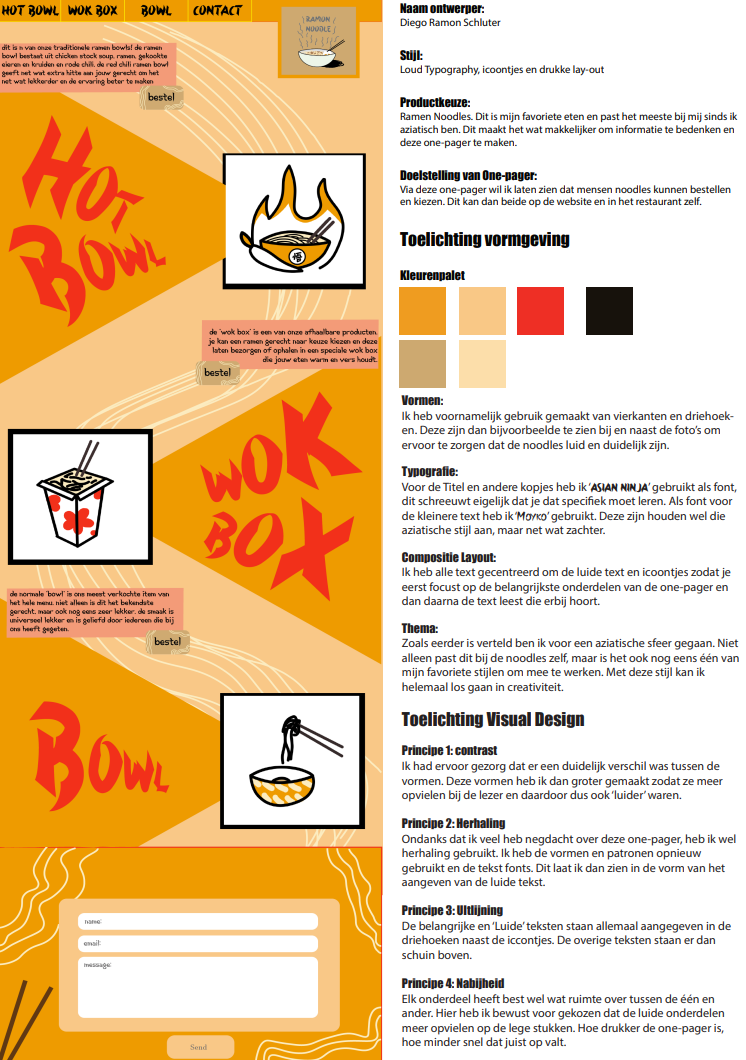 HOT BOWL
WOK BOX
BOWL
CONTACT
RAMON
NOODLE
dit is n van onze traditionele ramen bowls! de ramen
bowl bestaat uit chicken stock soup, ramen, gekookte
eieren en kruiden en rode chili. de red chili ramen bowl
geeft net wat extra hitte aan jouw gerecht om het
net wat lekkerder en de ervaring beter te maken
bestel
HOT
BOWL
de 'wok box' is een van onze afhaalbare producten.
je kan een ramen gerecht naar keuze kiezen en deze
laten bezorgen of ophalen in een speciale wok box
die jouw eten warm en vers houdt.
bestel
WOK
BOX
de normale 'bowl' is ons meest verkochte item van
het hele menu. niet alleen is dit het bekendste
gerecht, maar ook nog eens zeer lekker. de smaak is
universeel lekker en is geliefd door iedereen die bij
ons heeft gegeten.
bestel
BOWL
name:
email:
message:
Send
Naam ontwerper:
Diego Ramon Schluter
Stijl:
Loud Typography, icoontjes en drukke lay-out
Productkeuze:
Ramen Noodles. Dit is mijn favoriete eten en past het meeste bij mij sinds ik
aziatisch ben. Dit maakt het wat makkelijker om informatie te bedenken en
deze one-pager te maken.
Doelstelling van One-pager:
Via deze one-pager wil ik laten zien dat mensen noodles kunnen bestellen
en kiezen. Dit kan dan beide op de website en in het restaurant zelf.
Toelichting vormgeving
Kleurenpalet
Vormen:
Ik heb voornamelijk gebruik gemaakt van vierkanten en driehoek-
en. Deze zijn dan bijvoorbeelde te zien bij en naast de foto's om
ervoor te zorgen dat de noodles luid en duidelijk zijn.
Typografie:
Voor de Titel en andere kopjes heb ik 'ASIAN NINJA' gebruikt als font,
dit schreeuwt eigelijk dat je dat specifiek moet leren. Als font voor
de kleinere text heb ik 'Morko' gebruikt. Deze zijn houden wel die
aziatische stijl aan, maar net wat zachter.
Compositie Layout:
Ik heb alle text gecentreerd om de luide text en icoontjes zodat je
eerst focust op de belangrijkste onderdelen van de one-pager en
dan daarna de text leest die erbij hoort.
Thema:
Zoals eerder is verteld ben ik voor een aziatische sfeer gegaan. Niet
alleen past dit bij de noodles zelf, maar is het ook nog eens één van
mijn favoriete stijlen om mee te werken. Met deze stijl kan ik
helemaal los gaan in creativiteit.
Toelichting Visual Design
Principe 1: contrast
Ik had ervoor gezorg dat er een duidelijk verschil was tussen de
vormen. Deze vormen heb ik dan groter gemaakt zodat ze meer
opvielen bij de lezer en daardoor dus ook 'luider' waren.
Principe 2: Herhaling
Ondanks dat ik veel heb negdacht over deze one-pager, heb ik wel
herhaling gebruikt. Ik heb de vormen en patronen opnieuw
gebruikt en de tekst fonts. Dit laat ik dan zien in de vorm van het
aangeven van de luide tekst.
Principe 3: UItlijning
De belangrijke en 'Luide' teksten staan allemaal aangegeven in de
driehoeken naast de iccontjes. De overige teksten staan er dan
schuin boven.
Principe 4: Nabijheid
Elk onderdeel heeft best wel wat ruimte over tussen de één en
ander. Hier heb ik bewust voor gekozen dat de luide onderdelen
meer opvielen op de lege stukken. Hoe drukker de one-pager is,
hoe minder snel dat juist op valt.